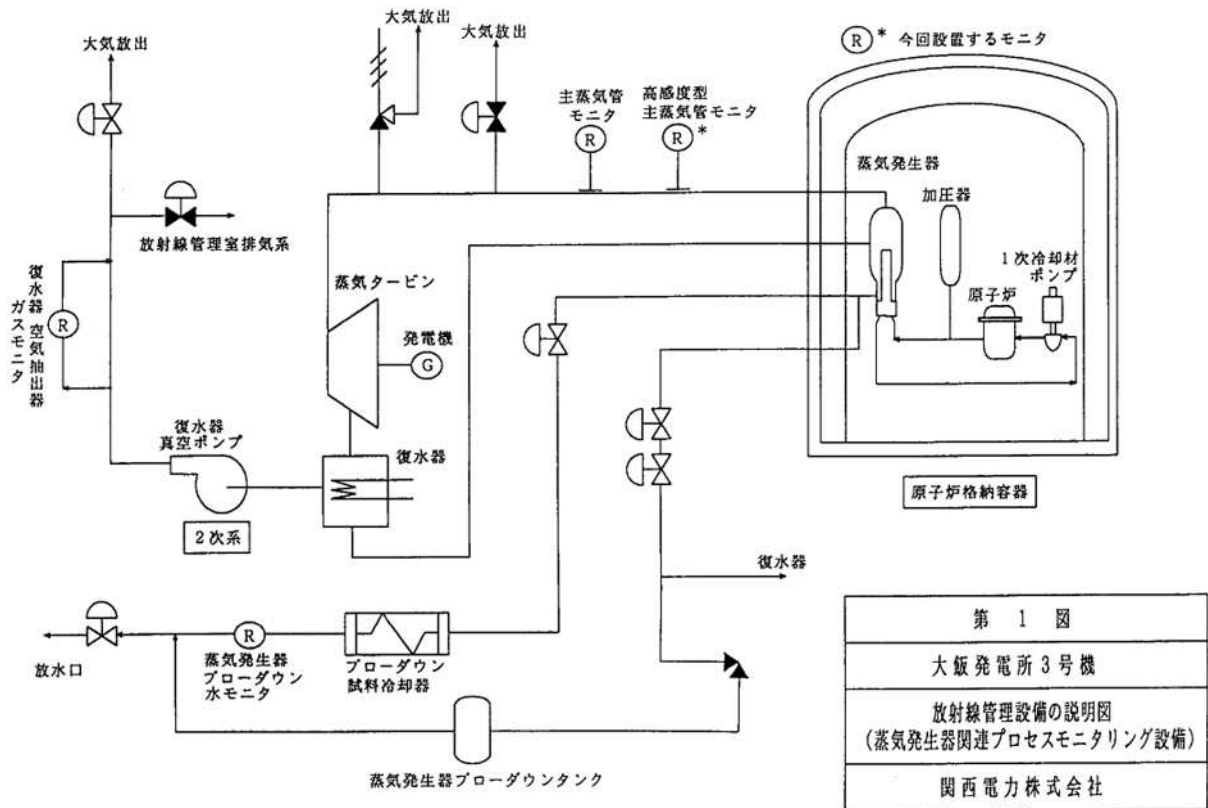 大気放出
大気放出
大気放出
R * 今回設置するモニタ
主蒸気管
モニタ
R
高感度型
主蒸気管モニタ
R *
蒸気発生器
加圧器
1次冷却材
ポンプ
原子炉
原子炉格納容器
放射線管理室排気系
復水器 空気抽出器
ガスモニタ
R
蒸気タービン
発電機
G
復水器
真空ポンプ
復水器
2次系
復水器
放水口
R
蒸気発生器
ブローダウン
水モニタ
ブローダウン
試料冷却器
蒸気発生器ブローダウンタンク
第 1 図
大飯発電所3号機
放射線管理設備の説明図
(蒸気発生器関連プロセスモニタリング設備)
関西電力株式会社